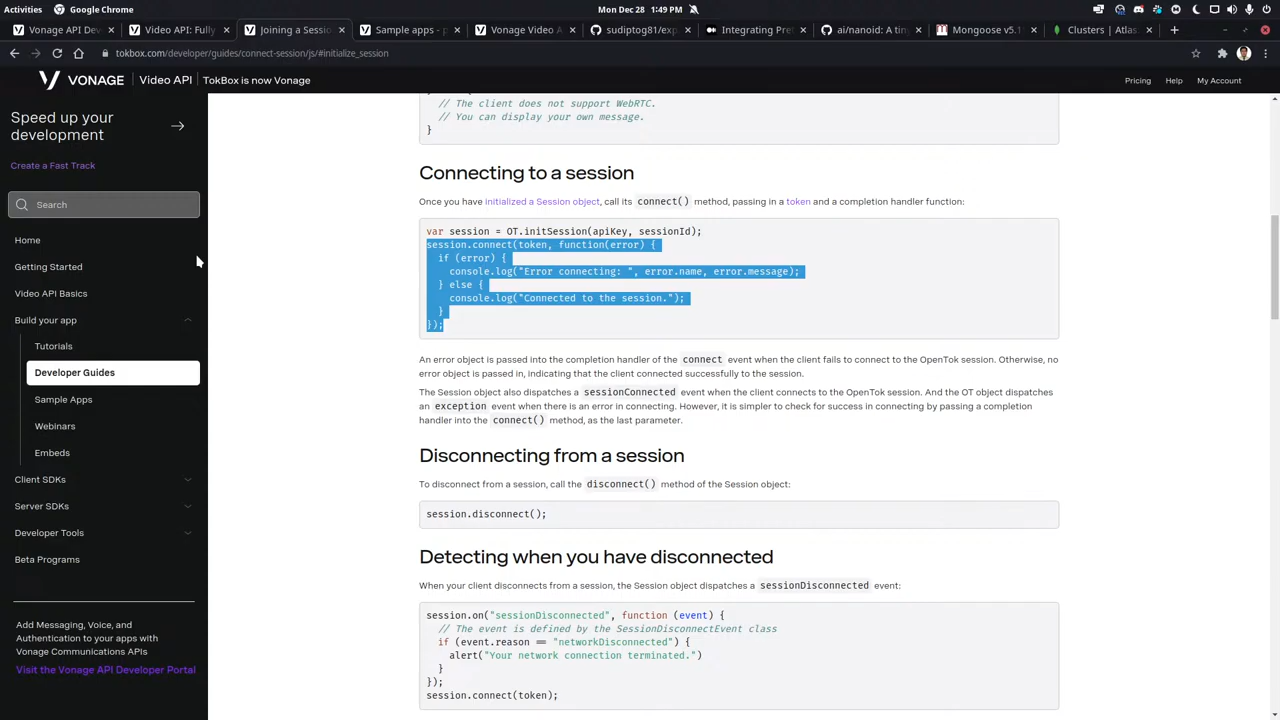 Activities Google Chrome Mon Dec 28 1:49 PM
Vonage API Dev Video API: Fully Joining a Sessio Sample apps - p Vonage Video A sudiptog81/exp Integrating Pret ai/nanoid: A tin Mongoose v5.1 Clusters | Atlas
tokbox.com/developer/guides/connect-session/js/#initialize_session
VONAGE Video API TokBox is now Vonage Pricing Help My Account
Speed up your
development
Create a Fast Track
Search
Home
Getting Started
Video API Basics
Build your app
Tutorials
Developer Guides
Sample Apps
Webinars
Embeds
Client SDKs
Server SDKs
Developer Tools
Beta Programs
Add Messaging, Voice, and
Authentication to your apps with
Vonage Communications APIs
Visit the Vonage API Developer Portal
// The client does not support WebRTC.
// You can display your own message.
}
Connecting to a session
Once you have initialized a Session object, call its connect() method, passing in a token and a completion handler function:
var session = OT.initSession(apiKey, sessionId);
session.connect(token, function(error) {
if (error) {
console.log("Error connecting: ", error.name, error.message);
} else {
console.log("Connected to the session.");
}
});
An error object is passed into the completion handler of the connect event when the client fails to connect to the OpenTok session. Otherwise, no
error object is passed in, indicating that the client connected successfully to the session.
The Session object also dispatches a sessionConnected event when the client connects to the OpenTok session. And the OT object dispatches
an exception event when there is an error in connecting. However, it is simpler to check for success in connecting by passing a completion
handler into the connect() method, as the last parameter.
Disconnecting from a session
To disconnect from a session, call the disconnect() method of the Session object:
session.disconnect();
Detecting when you have disconnected
When your client disconnects from a session, the Session object dispatches a sessionDisconnected event:
session.on("sessionDisconnected", function (event) {
// The event is defined by the SessionDisconnectEvent class
if (event.reason == "networkDisconnected") {
alert("Your network connection terminated.")
}
});
session.connect(token);